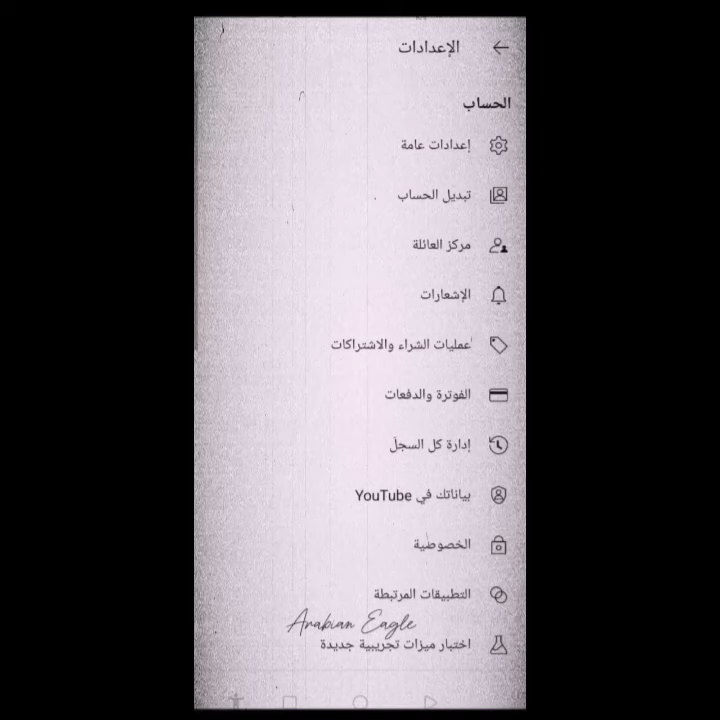 الإعدادات
الحساب
إعدادات عامة
تبديل الحساب
مركز العائلة
الإشعارات
عمليات الشراء والاشتراكات
الفوترة والدفعات
إدارة كل السجل
بياناتك في YouTube
الخصوصية
التطبيقات المرتبطة
Arabian Eagle
اختبار ميزات تجريبية جديدة